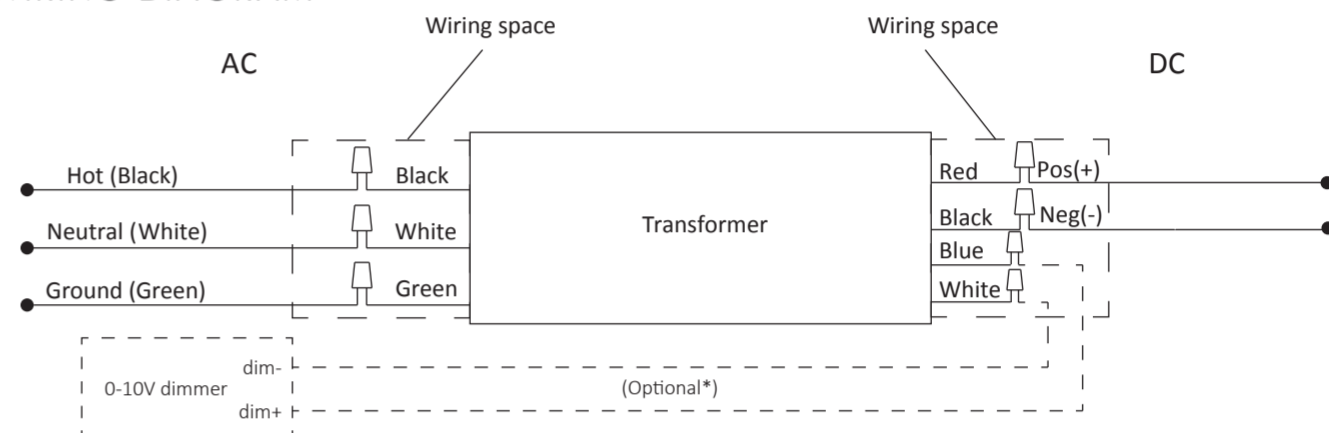 Wiring space
Wiring space
AC
DC
Hot (Black)
Black
Red
Pos(+)
Neutral (White)
White
Transformer
Black
Neg(-)
Blue
Ground (Green)
Green
White
0-10V dimmer
dim-
(Optional*)
dim+